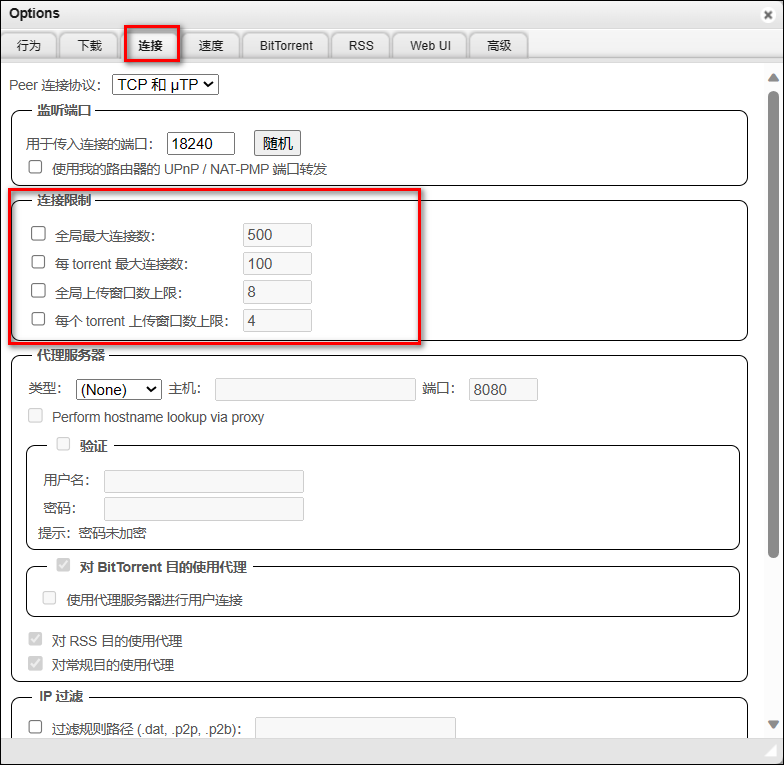 Options
行为 下载 连接 速度 BitTorrent RSS Web UI 高级
Peer 连接协议： TCP 和 μTP
监听端口
用于传入连接的端口： 18240 随机
使用我的路由器的 UPnP / NAT-PMP 端口转发
连接限制
全局最大连接数： 500
每 torrent 最大连接数： 100
全局上传窗口数上限： 8
每个 torrent 上传窗口数上限： 4
代理服务器
类型： (None) 主机： 端口： 8080
Perform hostname lookup via proxy
验证
用户名：
密码：
提示：密码未加密
对 BitTorrent 目的使用代理
使用代理服务器进行用户连接
对 RSS 目的使用代理
对常规目的使用代理
IP 过滤
过滤规则路径 (.dat, .p2p, .p2b)：